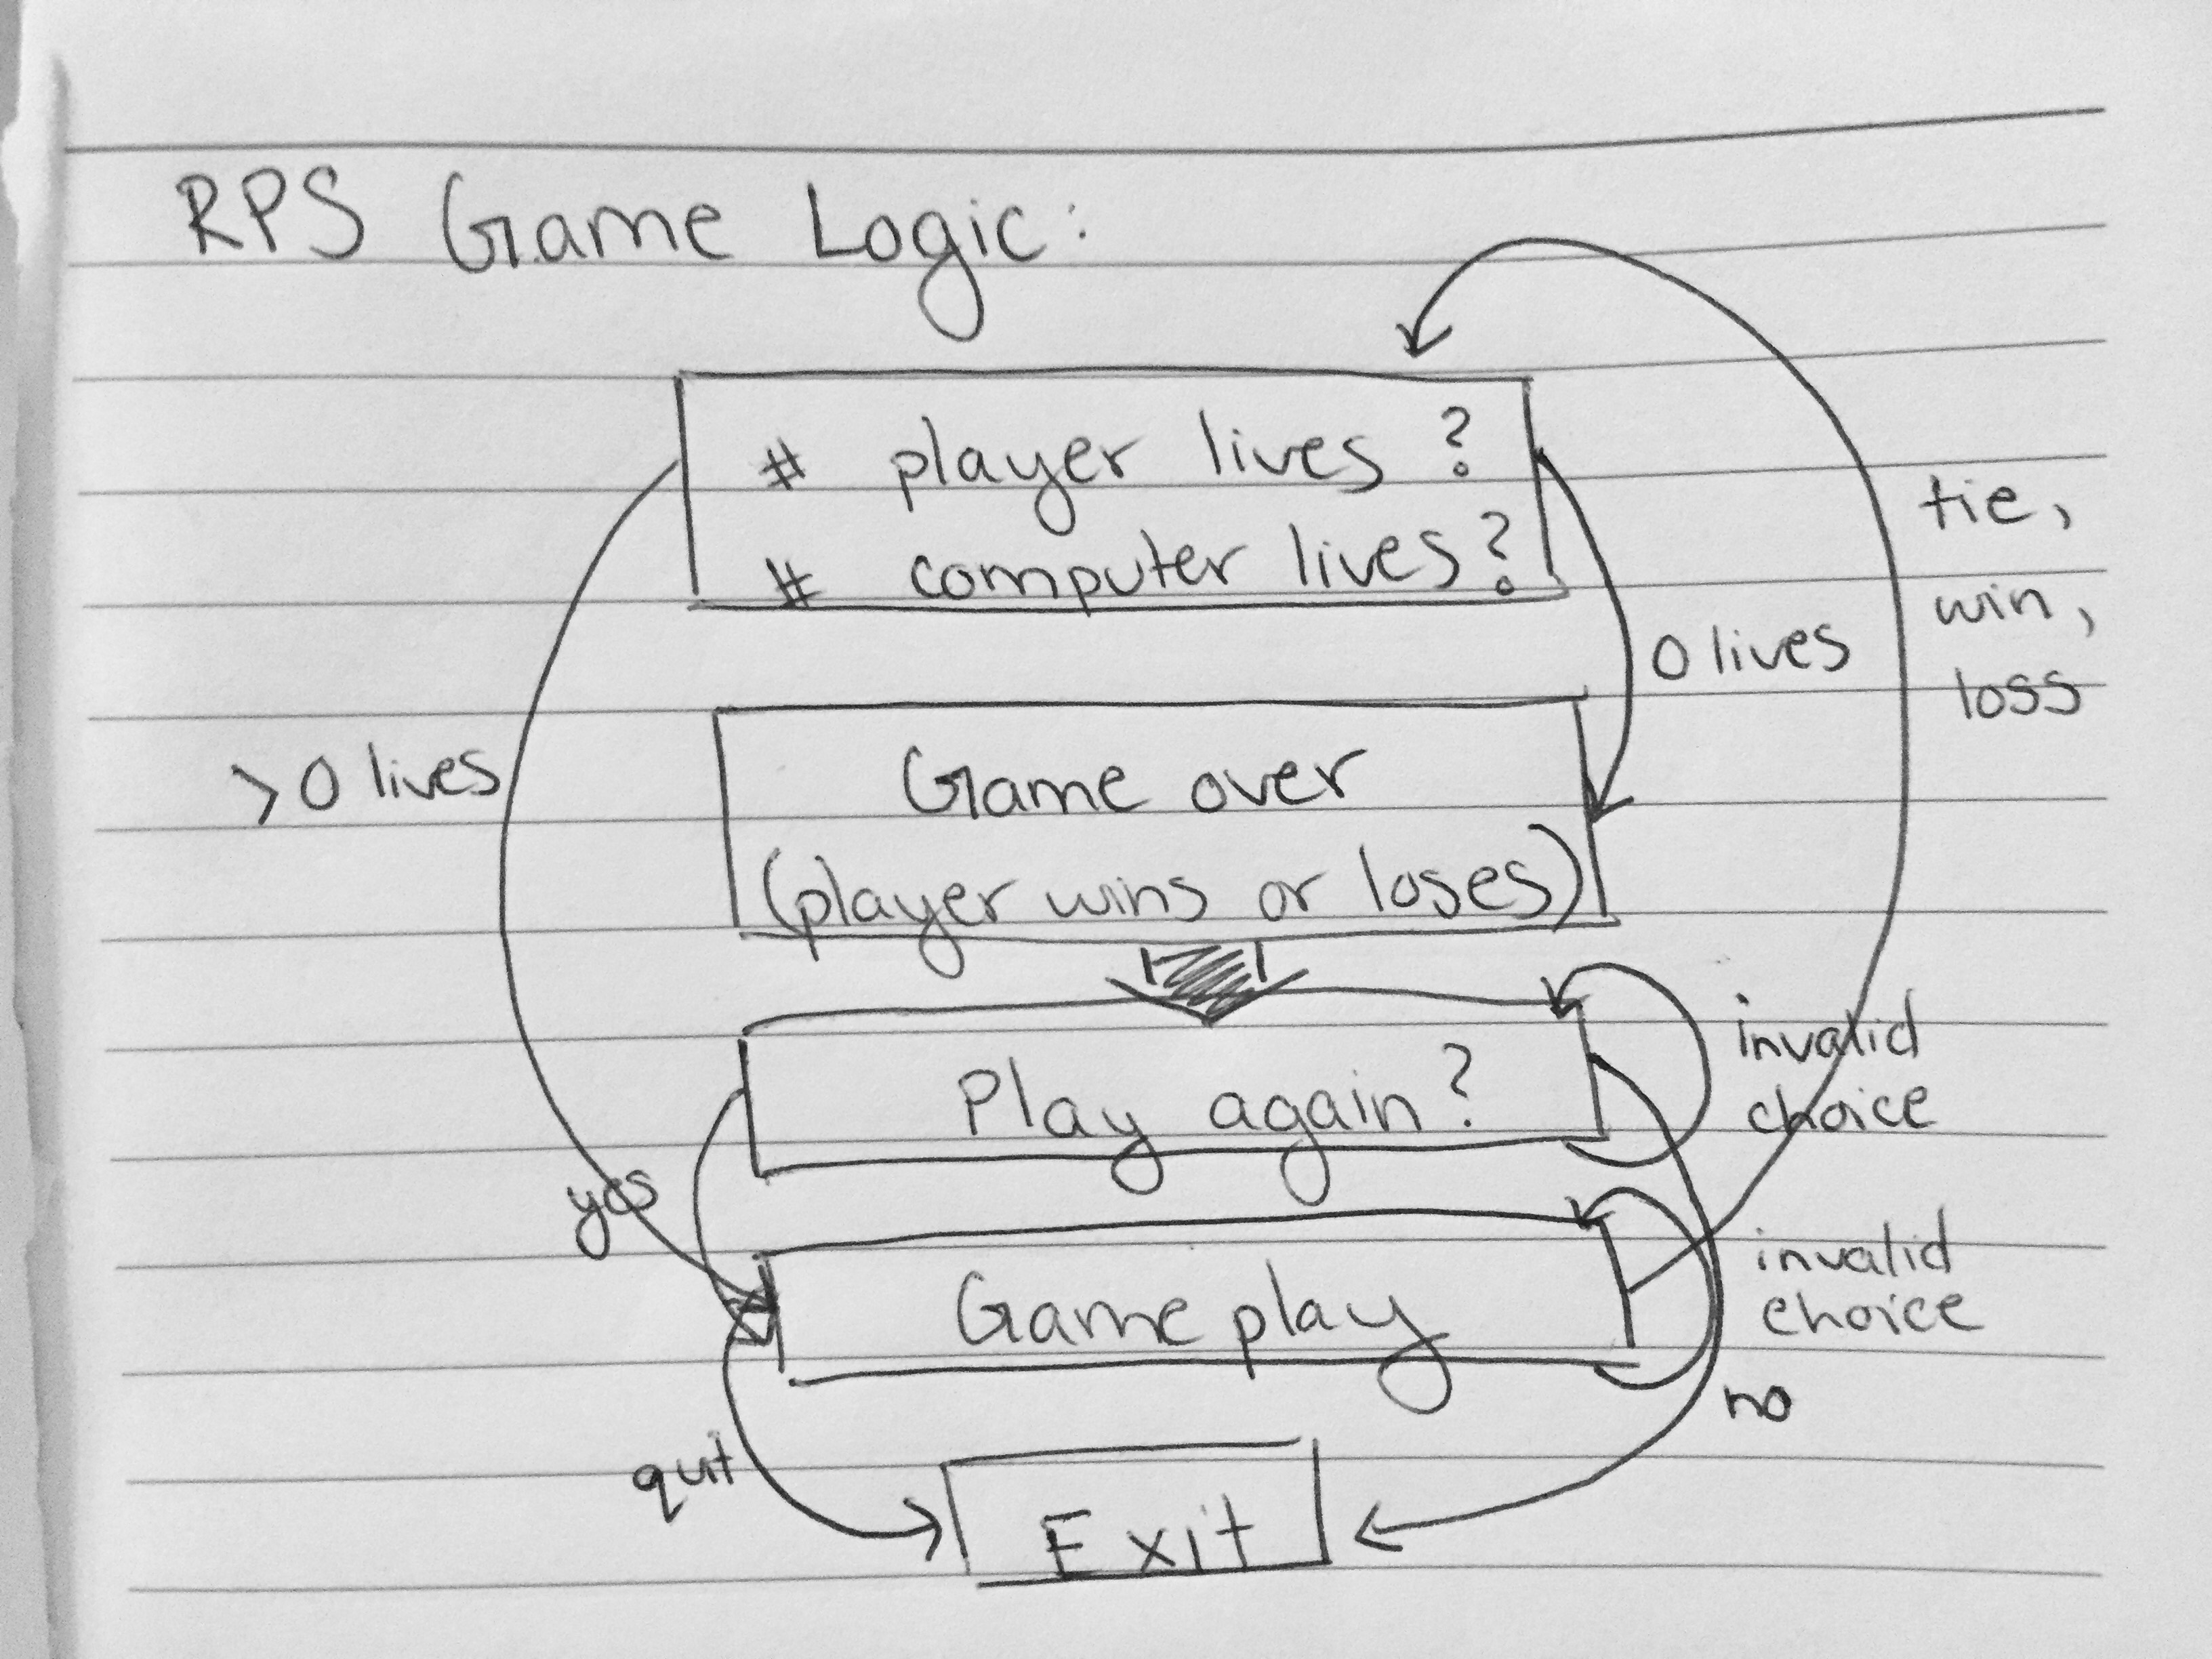 RPS Game Logic:
# player lives?
# computer lives?
tie,
win,
loss
0 lives
>0 lives
Game over
(player wins or loses)
invalid
choice
Play again?
yes
invalid
choice
Game play
no
quit
Exit